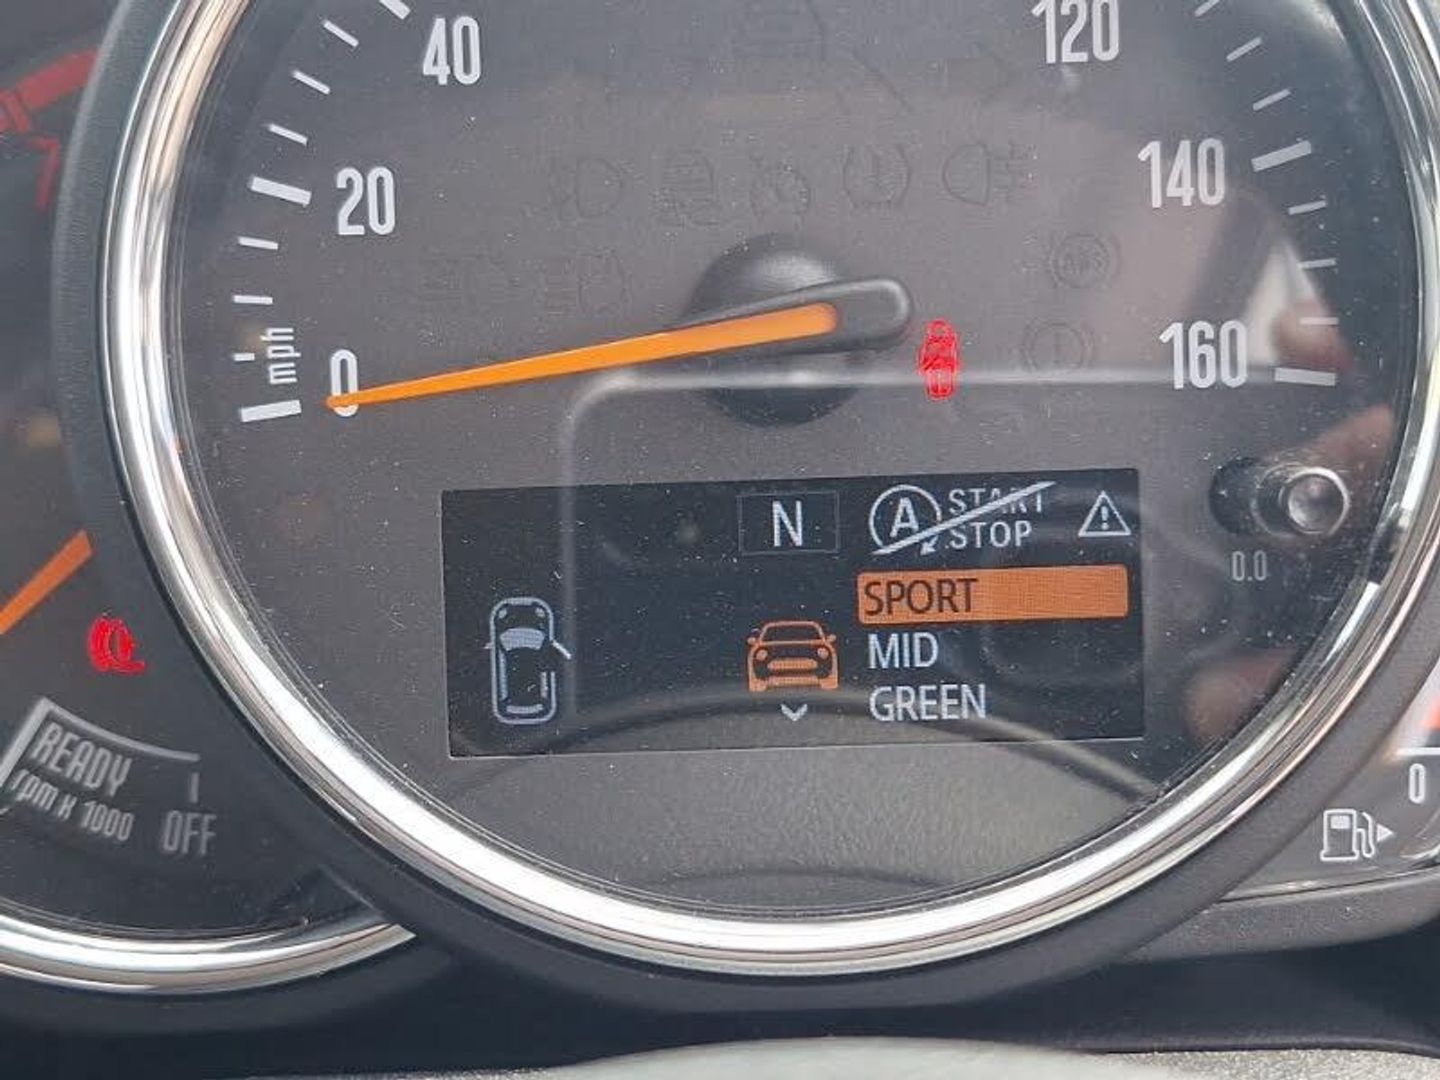 40
120
20
140
mph
0
160
N
A START
STOP
ABS
0.0
SPORT
MID
GREEN
READY
rpm x 1000
OFF
0